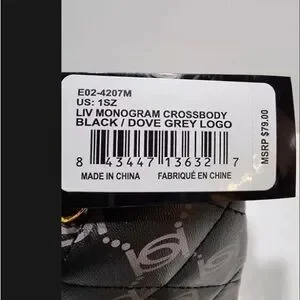 E02-4207M
US: 1SZ
LIV MONOGRAM CROSSBODY
BLACK / DOVE GREY LOGO
MSRP $79.00
8 43447 13632 7
MADE IN CHINA FABRIQUÉ EN CHINE